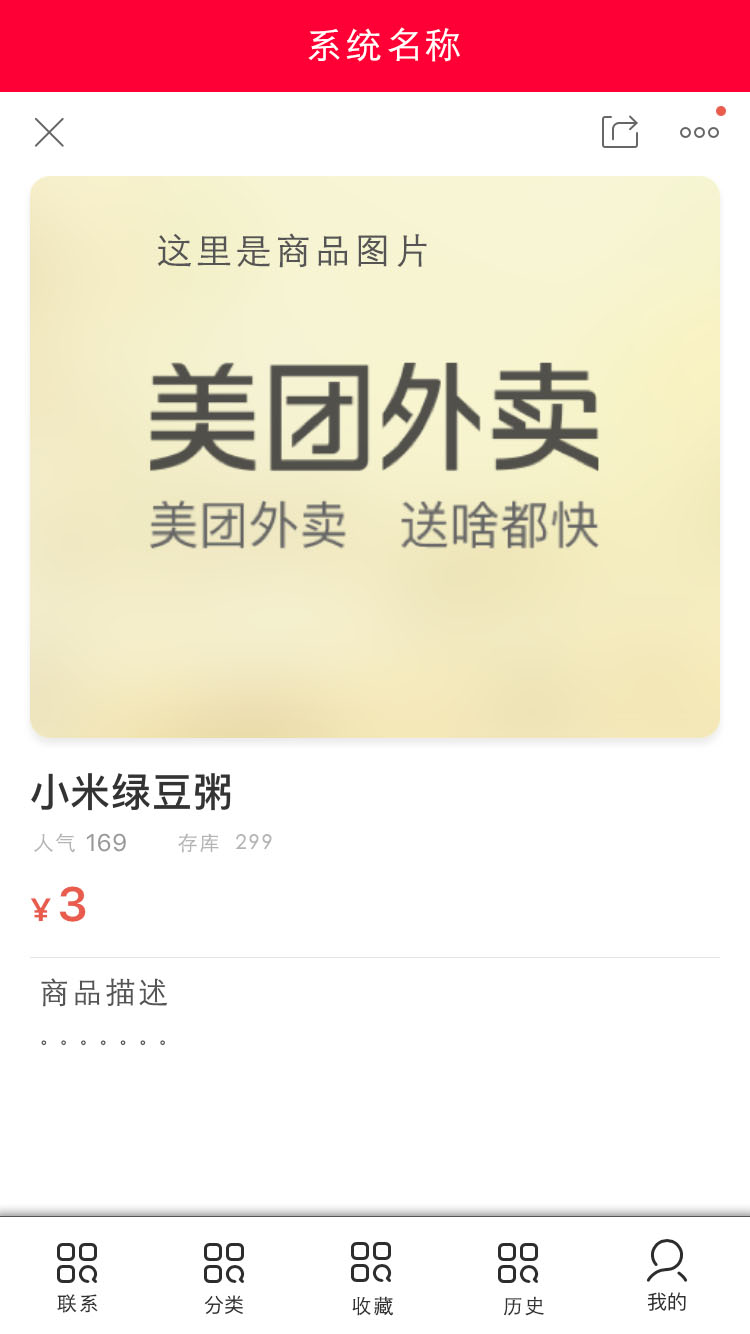 系统名称
这里是商品图片
美团外卖
美团外卖 送啥都快
小米绿豆粥
人气 169 存库 299
¥ 3
商品描述
。。。。。。。
联系 分类 收藏 历史 我的